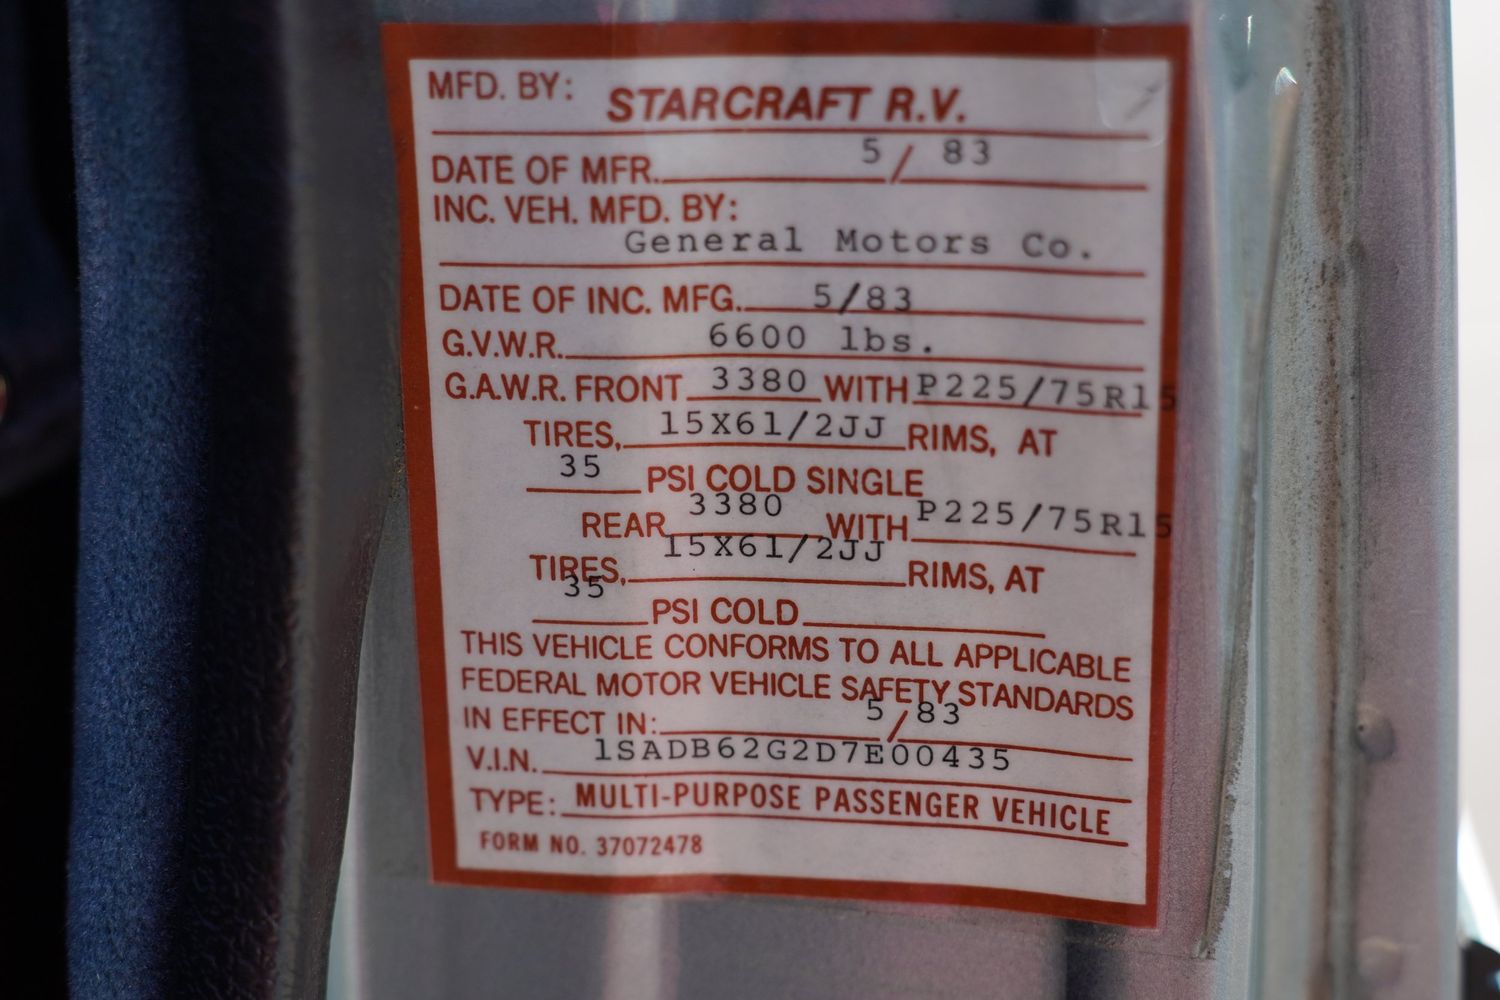 MFD. BY: STARCRAFT R.V.
DATE OF MFR. 5/ 83
INC. VEH. MFD. BY:
General Motors Co.
DATE OF INC. MFG. 5/83
G.V.W.R. 6600 lbs.
G.A.W.R. FRONT 3380 WITH P225/75R15
TIRES, 15X61/2JJ RIMS, AT
35 PSI COLD SINGLE
REAR 3380 WITH P225/75R15
TIRES, 15X61/2JJ RIMS, AT
35 PSI COLD
THIS VEHICLE CONFORMS TO ALL APPLICABLE
FEDERAL MOTOR VEHICLE SAFETY STANDARDS
IN EFFECT IN: 5/83
V.I.N. 1SADB62G2D7E00435
TYPE: MULTI-PURPOSE PASSENGER VEHICLE
FORM NO. 37072478